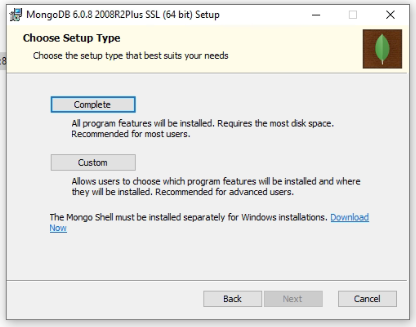 MongoDB 6.0.8 2008R2Plus SSL (64 bit) Setup
Choose Setup Type
Choose the setup type that best suits your needs
Complete
All program features will be installed. Requires the most disk space.
Recommended for most users.
Custom
Allows users to choose which program features will be installed and where
they will be installed. Recommended for advanced users.
The Mongo Shell must be installed separately for Windows installations. Download
Now
Back
Next
Cancel